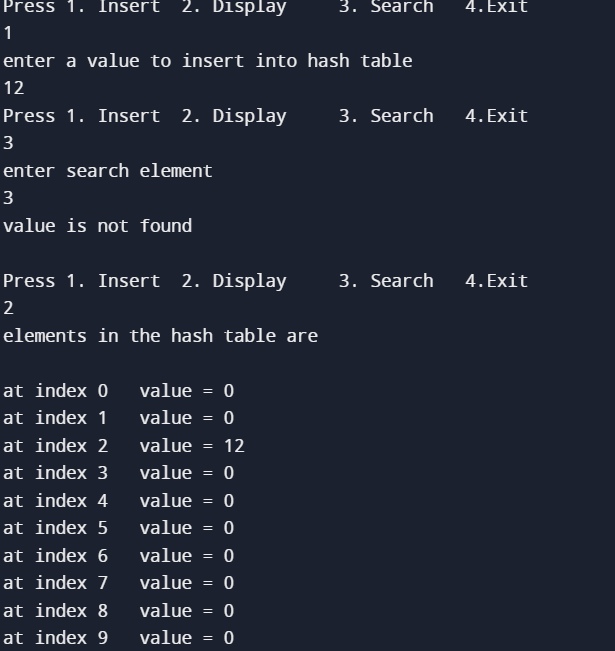 Press 1. Insert  2. Display     3. Search   4.Exit
1
enter a value to insert into hash table
12
Press 1. Insert  2. Display     3. Search   4.Exit
3
enter search element
3
value is not found
Press 1. Insert  2. Display     3. Search   4.Exit
2
elements in the hash table are
at index 0   value = 0
at index 1   value = 0
at index 2   value = 12
at index 3   value = 0
at index 4   value = 0
at index 5   value = 0
at index 6   value = 0
at index 7   value = 0
at index 8   value = 0
at index 9   value = 0